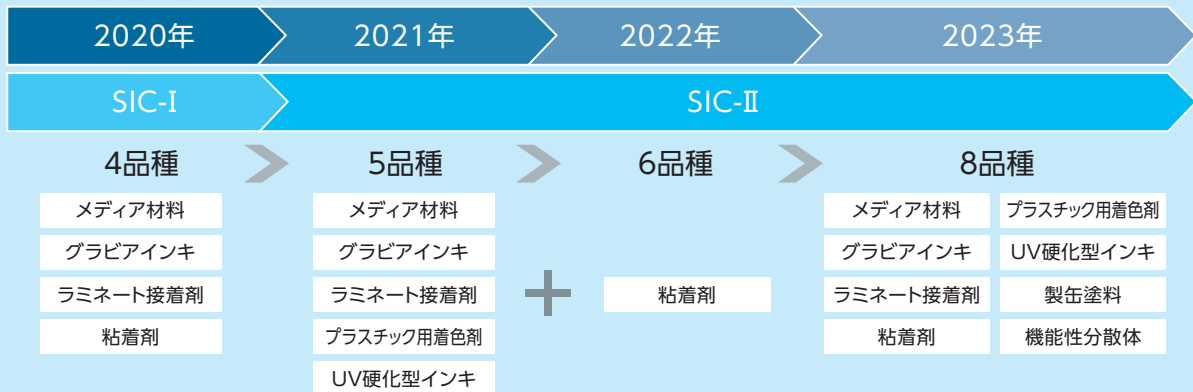 2020年
2021年
2022年
2023年
SIC-Ⅰ
SIC-Ⅱ
4品種
5品種
6品種
8品種
メディア材料
グラビアインキ
ラミネート接着剤
粘着剤
メディア材料
グラビアインキ
ラミネート接着剤
プラスチック用着色剤
UV硬化型インキ
+
粘着剤
メディア材料
グラビアインキ
ラミネート接着剤
粘着剤
プラスチック用着色剤
UV硬化型インキ
製缶塗料
機能性分散体